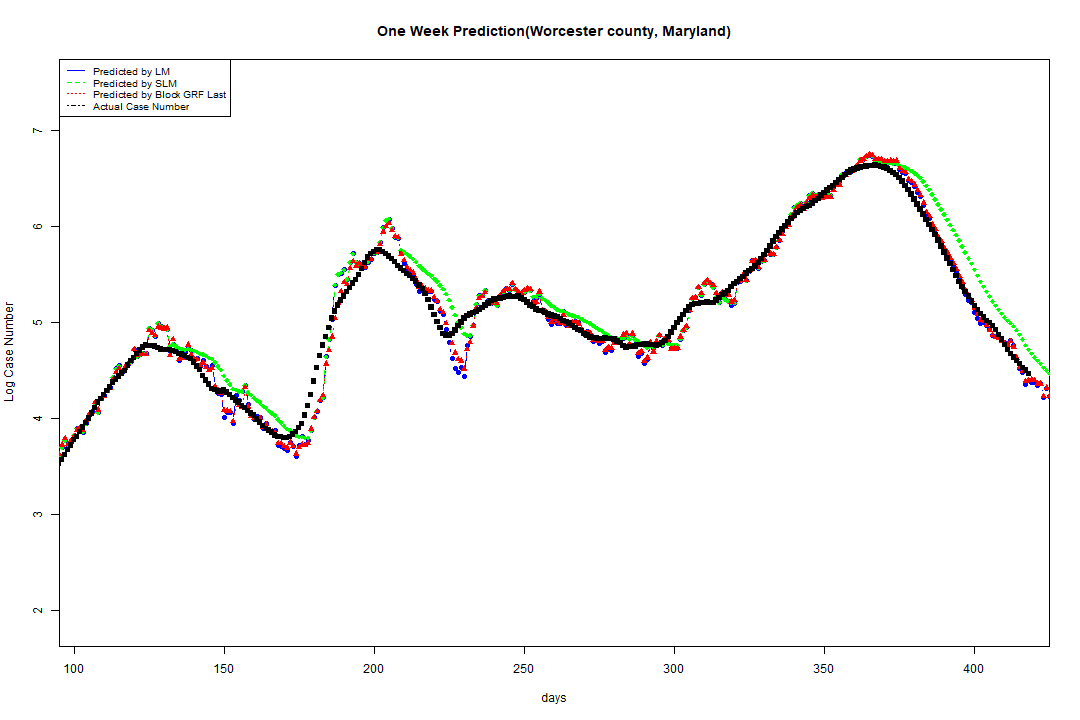 One Week Prediction(Worcester county, Maryland)
Predicted by LM
Predicted by SLM
Predicted by Block GRF Last
Actual Case Number
7
6
5
4
3
2
Log Case Number
100 150 200 250 300 350 400
days